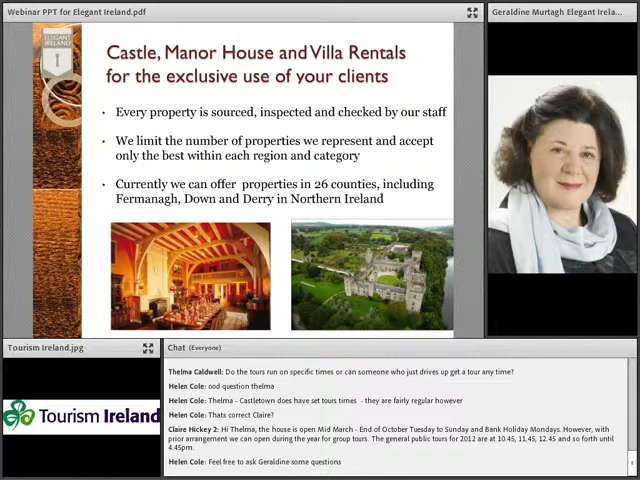 Webinar PPT for Elegant Ireland.pdf
Geraldine Murtagh Elegant Irela...
ELEGANT
IRELAND
Castle, Manor House and Villa Rentals
for the exclusive use of your clients
• Every property is sourced, inspected and checked by our staff
• We limit the number of properties we represent and accept
only the best within each region and category
• Currently we can offer properties in 26 counties, including
Fermanagh, Down and Derry in Northern Ireland
Tourism Ireland.jpg
Tourism Ireland
Chat (Everyone)
Thelma Caldwell: Do the tours run on specific times or can someone who just drives up get a tour any time?
Helen Cole: ood question thelma
Helen Cole: Thelma - Castletown does have set tours times - they are fairly regular however
Helen Cole: Thats correct Claire?
Claire Hickey 2: Hi Thelma, the house is open Mid March - End of October Tuesday to Sunday and Bank Holiday Mondays. However, with
prior arrangement we can open during the year for group tours. The general public tours for 2012 are at 10.45, 11.45, 12.45 and so forth until
4.45pm.
Helen Cole: Feel free to ask Geraldine some questions